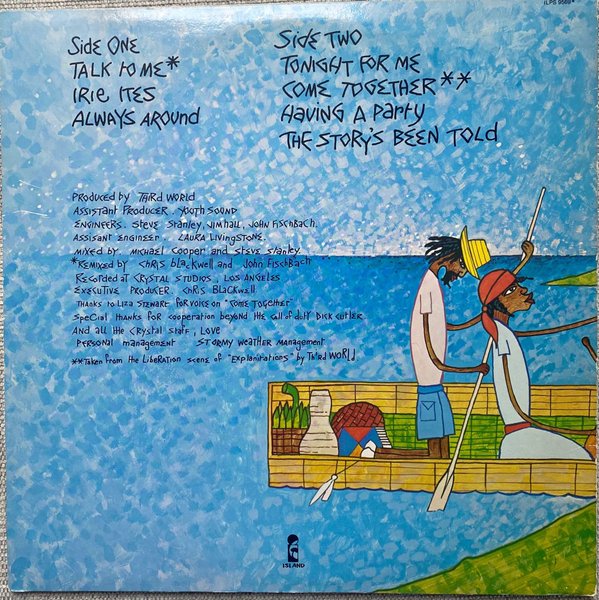 ILPS 9569
Side One
TALK to ME*
IRIE ITES
ALWAYS AROUND
SIDE TWO
TONIGHT FOR ME
COME TOGETHER**
HAVING A PARTY
THE STORY'S BEEN TOLD
PRODUCED by THIRD WORLD
ASSISTANT PRODUCER. YOUTH SOUND
ENGINEERS. STEVE STANLEY, JIM HALL, JOHN FISCHBACH.
ASSISANT ENGINEER. LAURA LIVINGSTONE.
MIXED by. MICHAEL COOPER and STEVE STANLEY.
*REMIXED by CHRIS BLACKWELL and JOHN FISCHBACH
RECORDED AT CRYSTAL STUDIOS, LOS ANGELES
EXECUTIVE PRODUCER CHRIS BLACKWELL
THANKS to LIZA STEWART FOR VOICE ON "COME TOGETHER"
SPECIAL THANKS FOR COOPERATION BEYOND THE CALL OF DUTY DICK CUTLER.
AND ALL the CRYSTAL STAFF, LOVE
PERSONAL MANAGEMENT STORMY WEATHER MANAGEMENT
**TAKEN from the LIBERATION SCENE of "EXPLANITATIONS" by THIRD WORLD
ISLAND